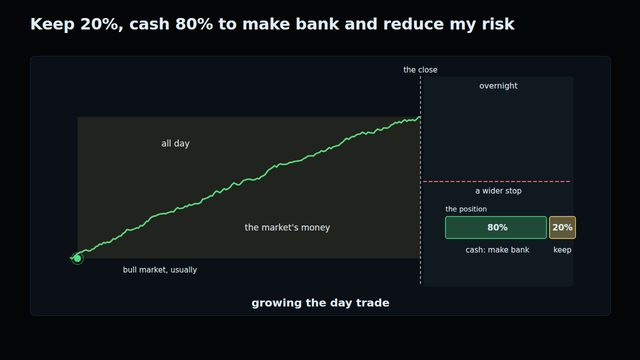 Keep 20%, cash 80% to make bank and reduce my risk
the close
overnight
all day
a wider stop
the position
80%
20%
the market's money
cash: make bank
keep
bull market, usually
growing the day trade